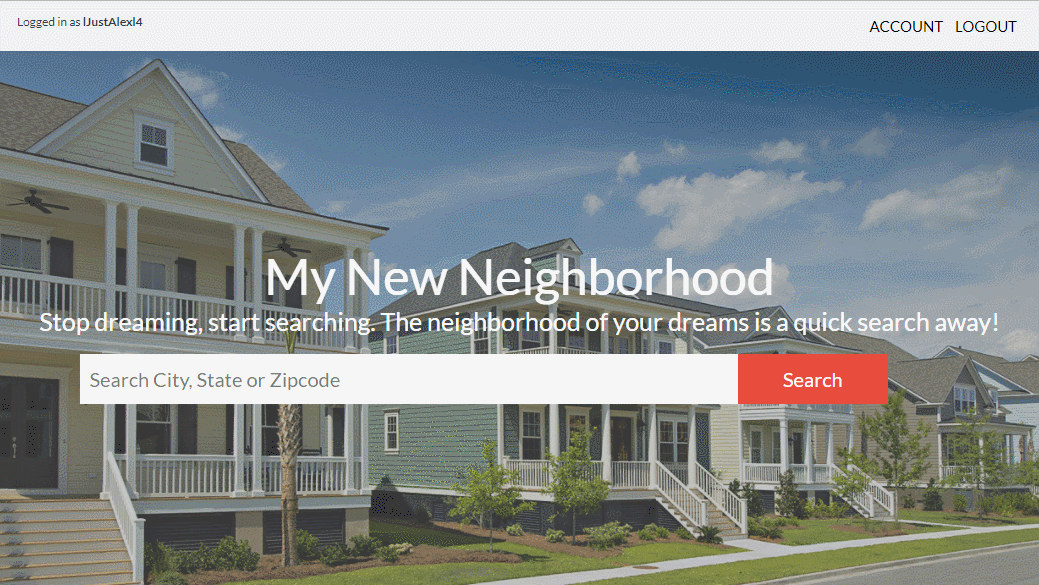 Logged in as lJustAlexl4
ACCOUNT LOGOUT
My New Neighborhood
Stop dreaming, start searching. The neighborhood of your dreams is a quick search away!
Search City, State or Zipcode
Search